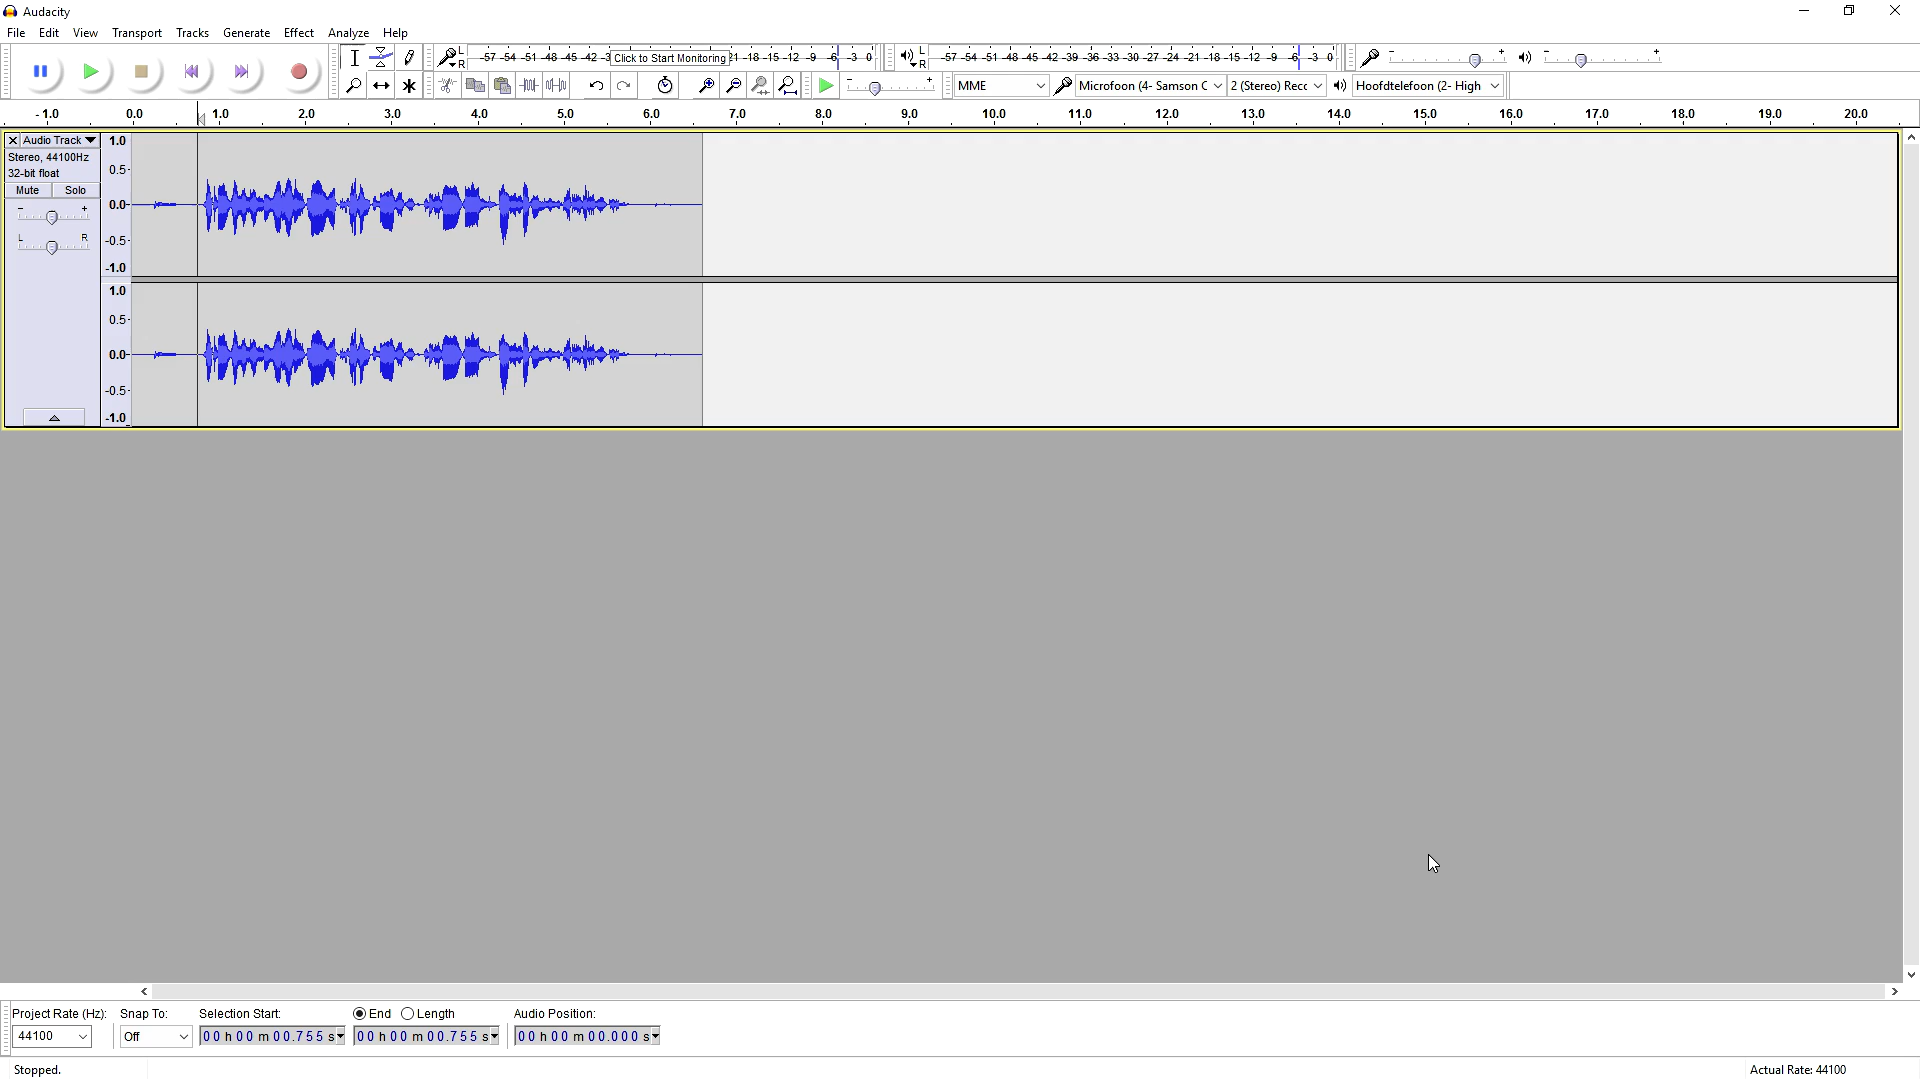 Audacity
File Edit View Transport Tracks Generate Effect Analyze Help
L R -57 -54 -51 -48 -45 -42 -3 Click to Start Monitoring 21 -18 -15 -12 -9 -6 -3 0 L R -57 -54 -51 -48 -45 -42 -39 -36 -33 -30 -27 -24 -21 -18 -15 -12 -9 -6 -3 0 - + - +
- + MME Microfoon (4- Samson C 2 (Stereo) Recc Hoofdtelefoon (2- High
-1.0 0.0 1.0 2.0 3.0 4.0 5.0 6.0 7.0 8.0 9.0 10.0 11.0 12.0 13.0 14.0 15.0 16.0 17.0 18.0 19.0 20.0
Audio Track 1.0
Stereo, 44100Hz
0.5
32-bit float
Mute Solo
0.0
- +
L R
-0.5
-1.0
1.0
0.5
0.0
-0.5
-1.0
Project Rate (Hz): Snap To: Selection Start: End Length Audio Position:
44100 Off 00 h 00 m 00.755 s 00 h 00 m 00.755 s 00 h 00 m 00.000 s
Stopped. Actual Rate: 44100